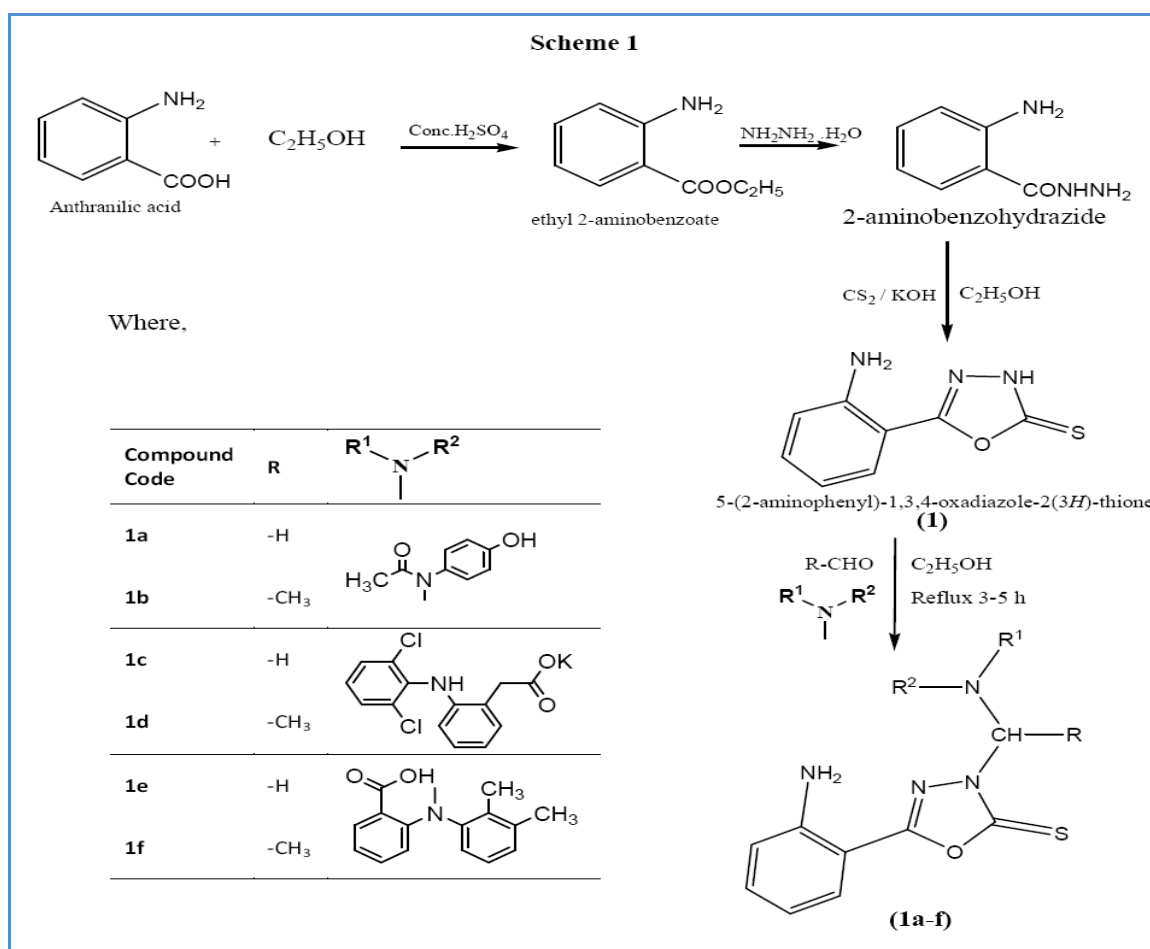 Scheme 1
NH₂
COOH
Anthranilic acid
+
C₂H₅OH
Conc.H₂SO₄
NH₂
COOC₂H₅
ethyl 2-aminobenzoate
NH₂NH₂ .H₂O
NH₂
CONHNH₂
2-aminobenzohydrazide
CS₂ / KOH
C₂H₅OH
Where,
NH₂
N
NH
O
S
5-(2-aminophenyl)-1,3,4-oxadiazole-2(3H)-thione
(1)
R-CHO
C₂H₅OH
R¹
R²
N
Reflux 3-5 h
R¹
R²
N
CH
R
NH₂
N
N
O
S
(1a-f)
Compound Code
R
R¹
R²
N
1a
-H
1b
-CH₃
O
H₃C
N
OH
1c
-H
1d
-CH₃
Cl
NH
Cl
OK
O
1e
-H
1f
-CH₃
O
OH
N
CH₃
CH₃